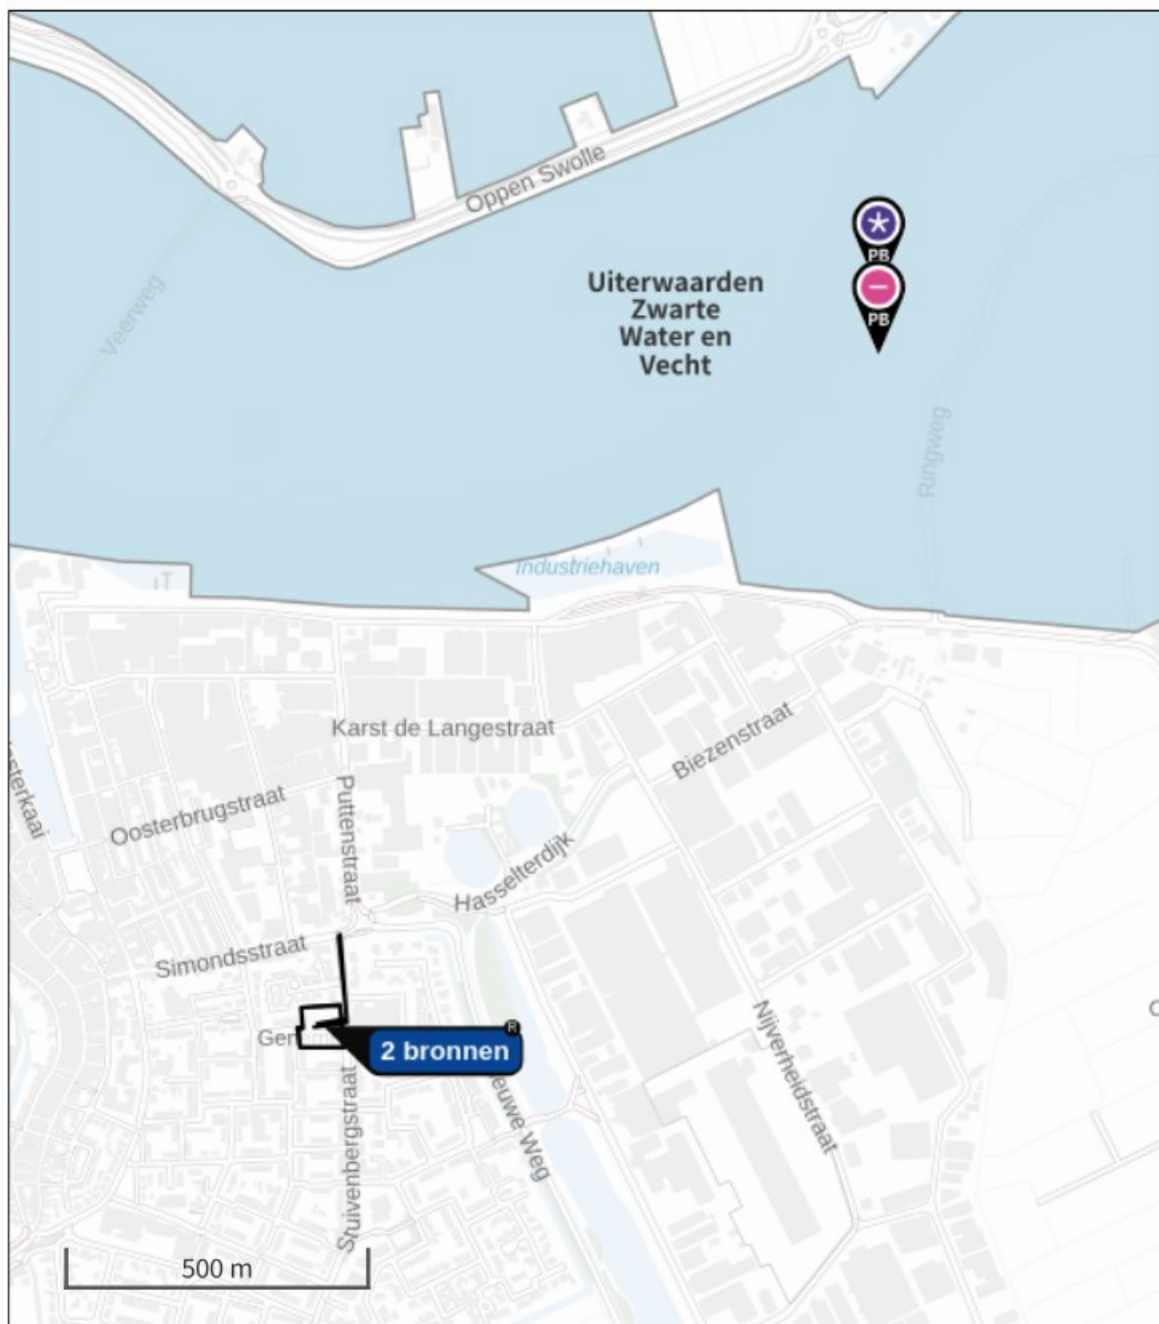 Oppen Swolle
PB
PB
Uiterwaarden
Zwarte
Water en
Vecht
Veerweg
Ringweg
Industriehaven
Karst de Langestraat
Biezenstraat
Puttenstraat
Oosterbrugstraat
Hasselterdijk
Simondsstraat
R
2 bronnen
Nijverheidstraat
Stuivenbergstraat
500 m